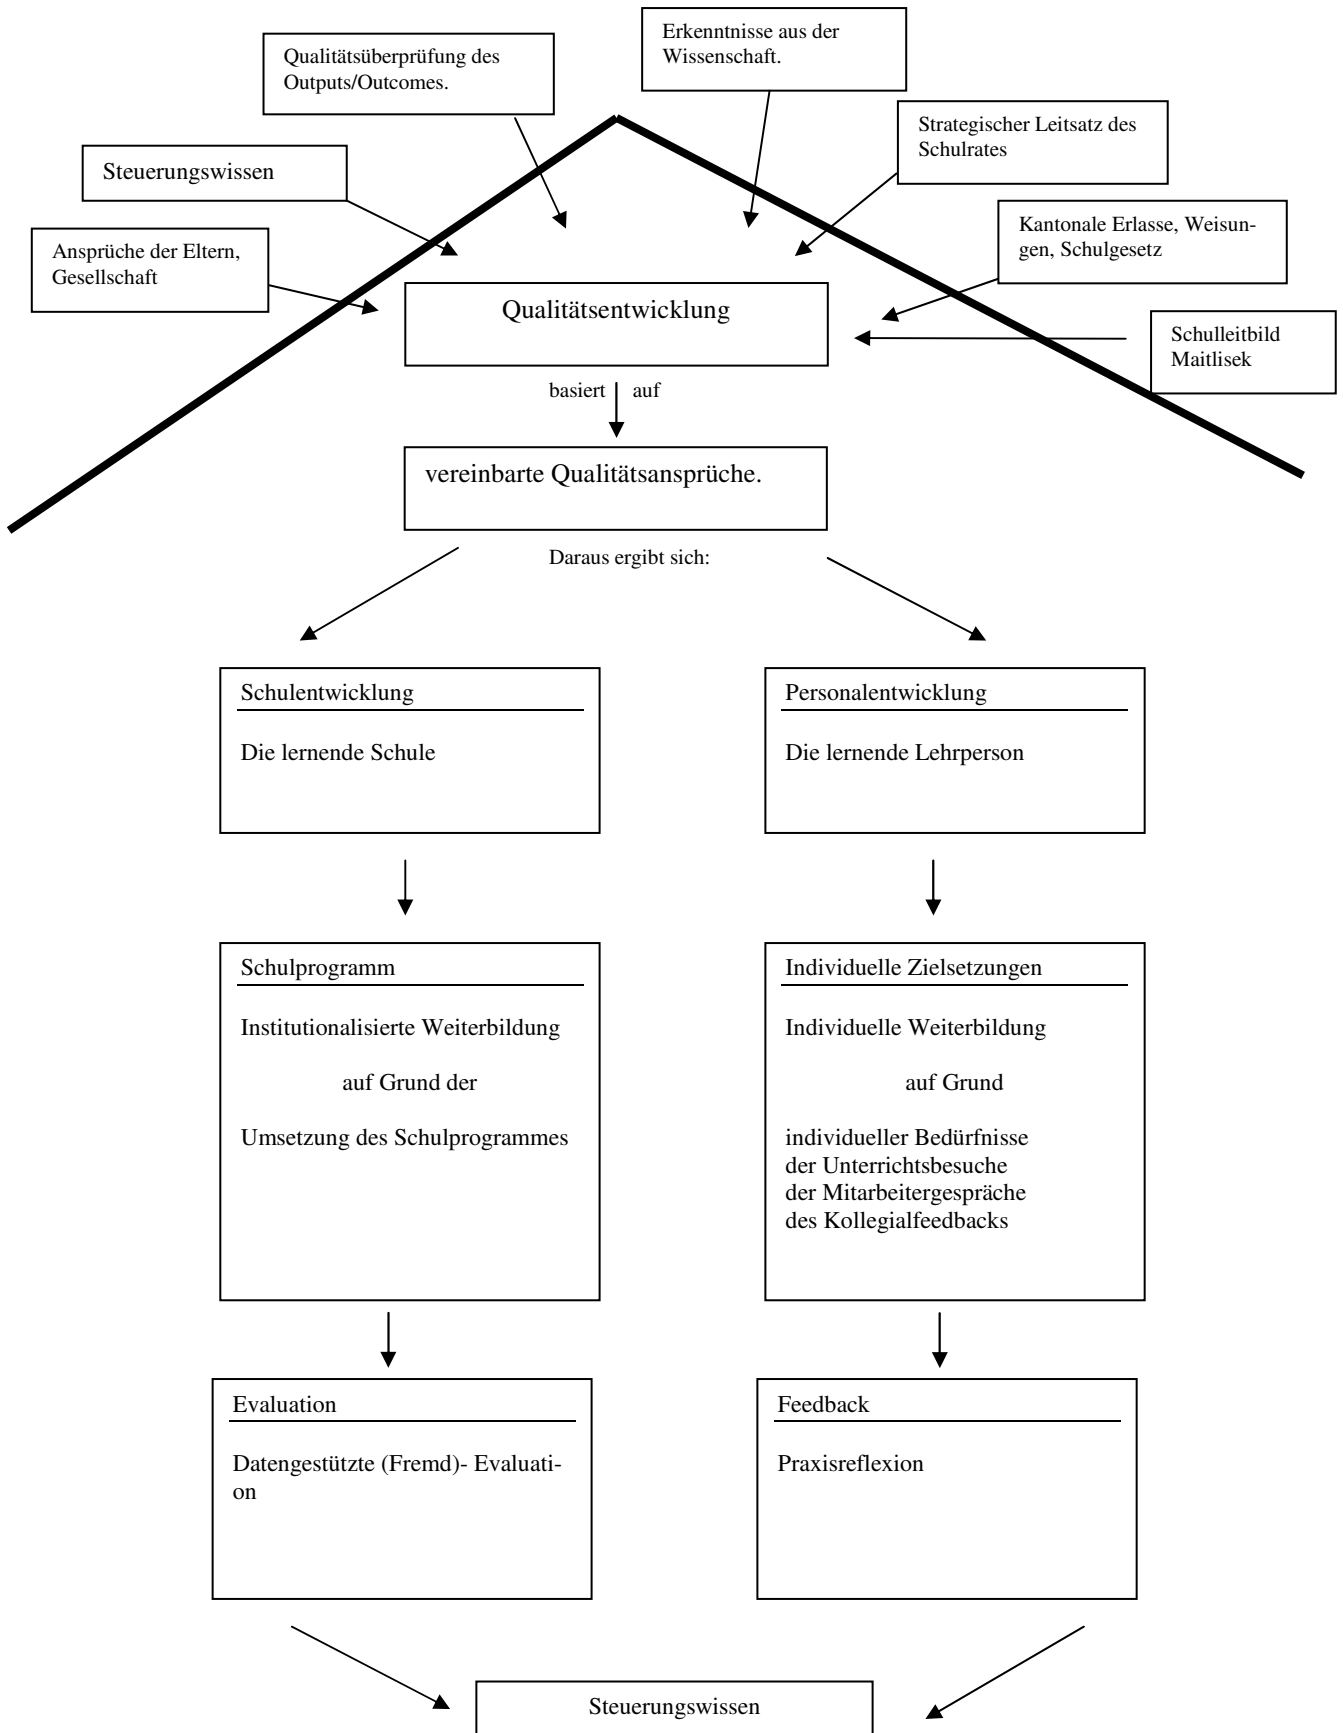 Erkenntnisse aus der
Wissenschaft.
Qualitätsüberprüfung des
Outputs/Outcomes.
Strategischer Leitsatz des
Schulrates
Steuerungswissen
Kantonale Erlasse, Weisun-
gen, Schulgesetz
Ansprüche der Eltern,
Gesellschaft
Qualitätsentwicklung
Schulleitbild
Maitlisek
basiert auf
vereinbarte Qualitätsansprüche.
Daraus ergibt sich:
Schulentwicklung
Die lernende Schule
Personalentwicklung
Die lernende Lehrperson
Schulprogramm
Institutionalisierte Weiterbildung
auf Grund der
Umsetzung des Schulprogrammes
Individuelle Zielsetzungen
Individuelle Weiterbildung
auf Grund
individueller Bedürfnisse
der Unterrichtsbesuche
der Mitarbeitergespräche
des Kollegialfeedbacks
Evaluation
Datengestützte (Fremd)- Evaluati-
on
Feedback
Praxisreflexion
Steuerungswissen